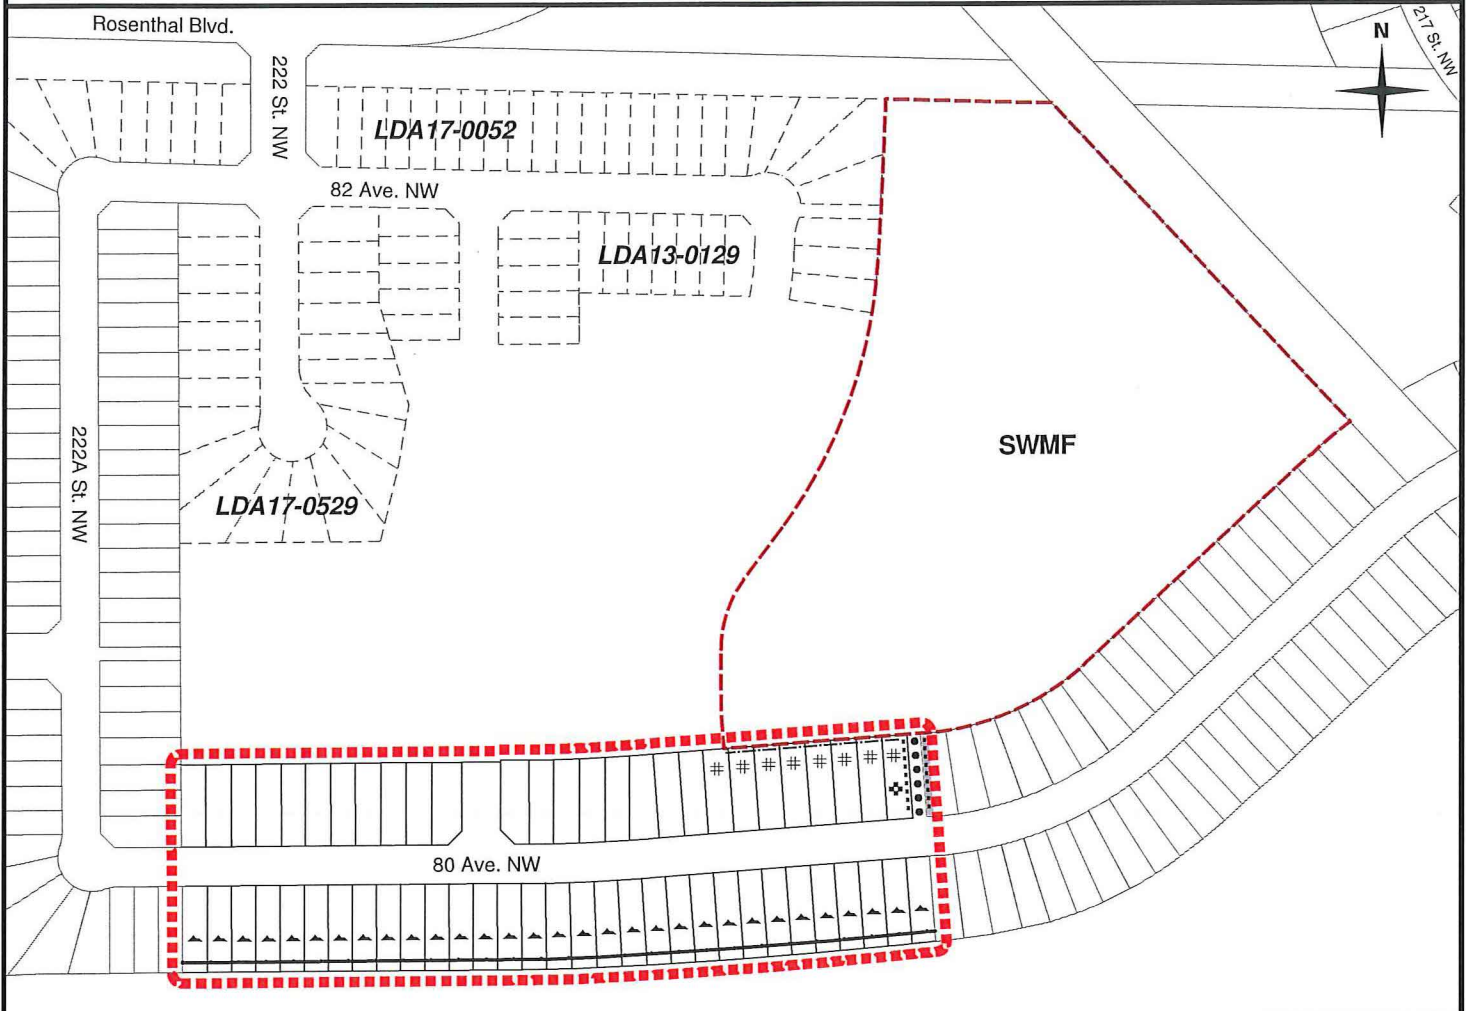 Rosenthal Blvd.
217 St. NW
N
222 St. NW
LDA17-0052
82 Ave. NW
LDA13-0129
SWMF
222A St. NW
LDA17-0529
80 Ave. NW